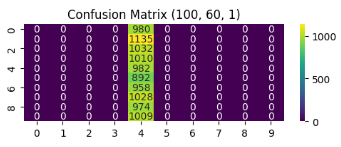 Confusion Matrix (100, 60, 1)
0 0 0 0 0 980 0 0 0 0 0 1000
0 0 0 0 1135 0 0 0 0 0
2 0 0 0 0 1032 0 0 0 0 0
0 0 0 0 1010 0 0 0 0 0
4 0 0 0 0 982 0 0 0 0 0 500
0 0 0 0 892 0 0 0 0 0
6 0 0 0 0 958 0 0 0 0 0
0 0 0 0 1028 0 0 0 0 0
8 0 0 0 0 974 0 0 0 0 0
0 0 0 0 1009 0 0 0 0 0 0
0 1 2 3 4 5 6 7 8 9